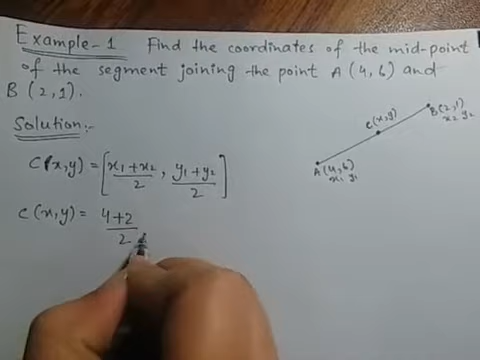 Example-1 Find the coordinates of the mid-point
of the segment joining the point A (4, 6) and
B (2, 1).
Solution:-
C(x,y) = [x₁+x₂/2 , y₁+y₂/2]
C(x,y) = 4+2/2
A(4,6)
x₁ y₁
C(x,y)
B(2,1)
x₂ y₂